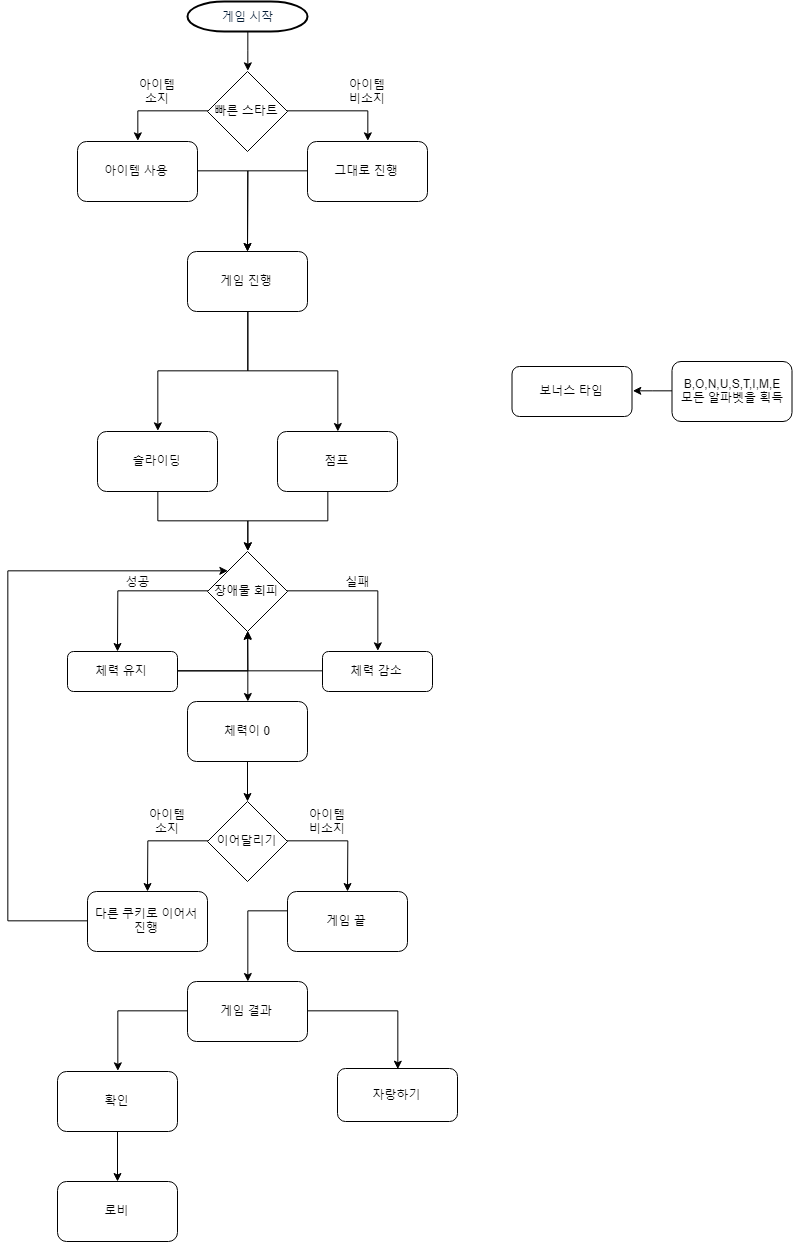 게임 시작
아이템
소지
빠른 스타트
아이템
비소지
아이템 사용
그대로 진행
게임 진행
보너스 타임
B,O,N,U,S,T,I,M,E
모든 알파벳을 획득
슬라이딩
점프
성공
장애물 회피
실패
체력 유지
체력 감소
체력이 0
아이템
소지
이어달리기
아이템
비소지
다른 쿠키로 이어서
진행
게임 끝
게임 결과
확인
자랑하기
로비